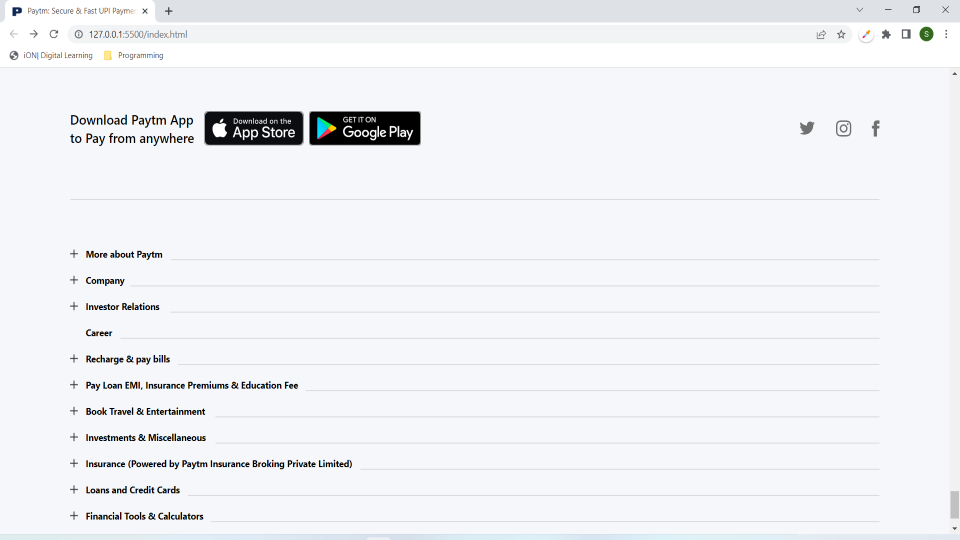 Paytm: Secure & Fast UPI Paymen
127.0.0.1:5500/index.html
S
iON| Digital Learning
Programming
Download Paytm App
to Pay from anywhere
Download on the
App Store
GET IT ON
Google Play
More about Paytm
Company
Investor Relations
Career
Recharge & pay bills
Pay Loan EMI, Insurance Premiums & Education Fee
Book Travel & Entertainment
Investments & Miscellaneous
Insurance (Powered by Paytm Insurance Broking Private Limited)
Loans and Credit Cards
Financial Tools & Calculators